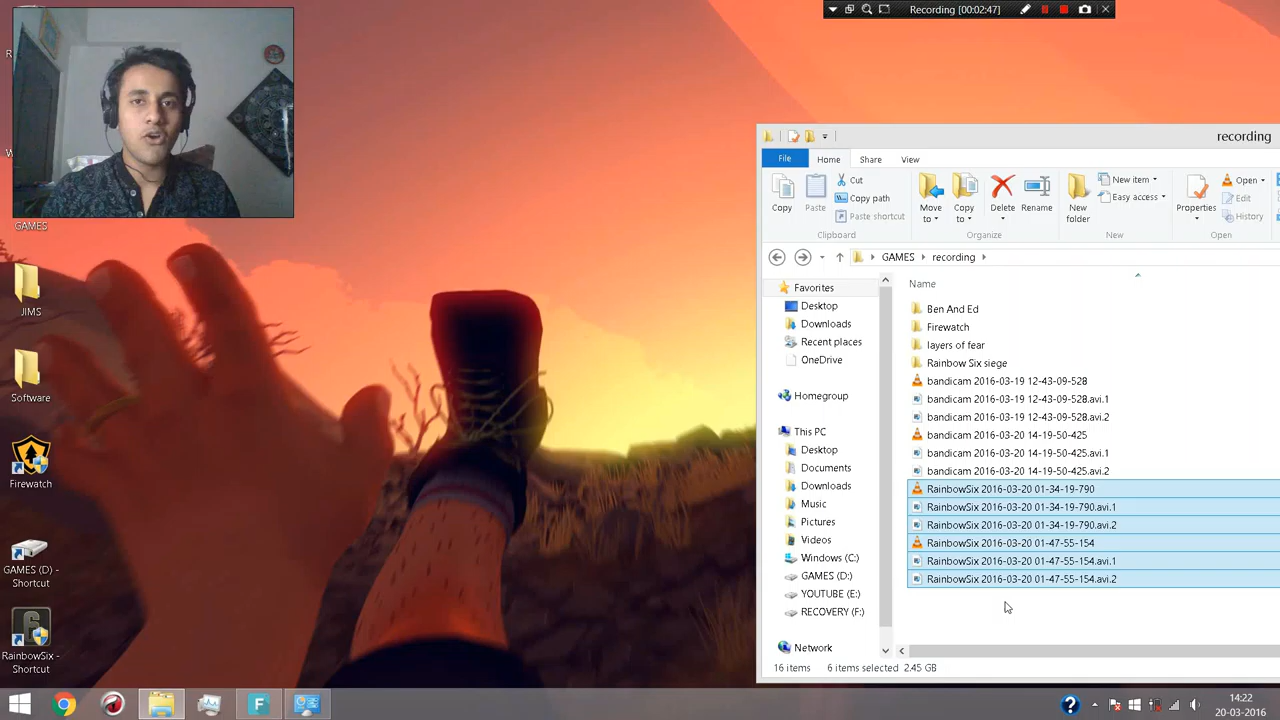 Recording [00:02:47]
R
W
GAMES
JIMS
Software
Firewatch
GAMES (D) -
Shortcut
RainbowSix -
Shortcut
recording
File
Home
Share
View
Copy
Paste
Cut
Copy path
Paste shortcut
Clipboard
Move
to
Copy
to
Delete
Rename
Organize
New
folder
New item
Easy access
New
Properties
Open
Edit
History
Open
GAMES
recording
Favorites
Desktop
Downloads
Recent places
OneDrive
Homegroup
This PC
Desktop
Documents
Downloads
Music
Pictures
Videos
Windows (C:)
GAMES (D:)
YOUTUBE (E:)
RECOVERY (F:)
Network
Name
Ben And Ed
Firewatch
layers of fear
Rainbow Six siege
bandicam 2016-03-19 12-43-09-528
bandicam 2016-03-19 12-43-09-528.avi.1
bandicam 2016-03-19 12-43-09-528.avi.2
bandicam 2016-03-20 14-19-50-425
bandicam 2016-03-20 14-19-50-425.avi.1
bandicam 2016-03-20 14-19-50-425.avi.2
RainbowSix 2016-03-20 01-34-19-790
RainbowSix 2016-03-20 01-34-19-790.avi.1
RainbowSix 2016-03-20 01-34-19-790.avi.2
RainbowSix 2016-03-20 01-47-55-154
RainbowSix 2016-03-20 01-47-55-154.avi.1
RainbowSix 2016-03-20 01-47-55-154.avi.2
16 items
6 items selected
2.45 GB
14:22
20-03-2016